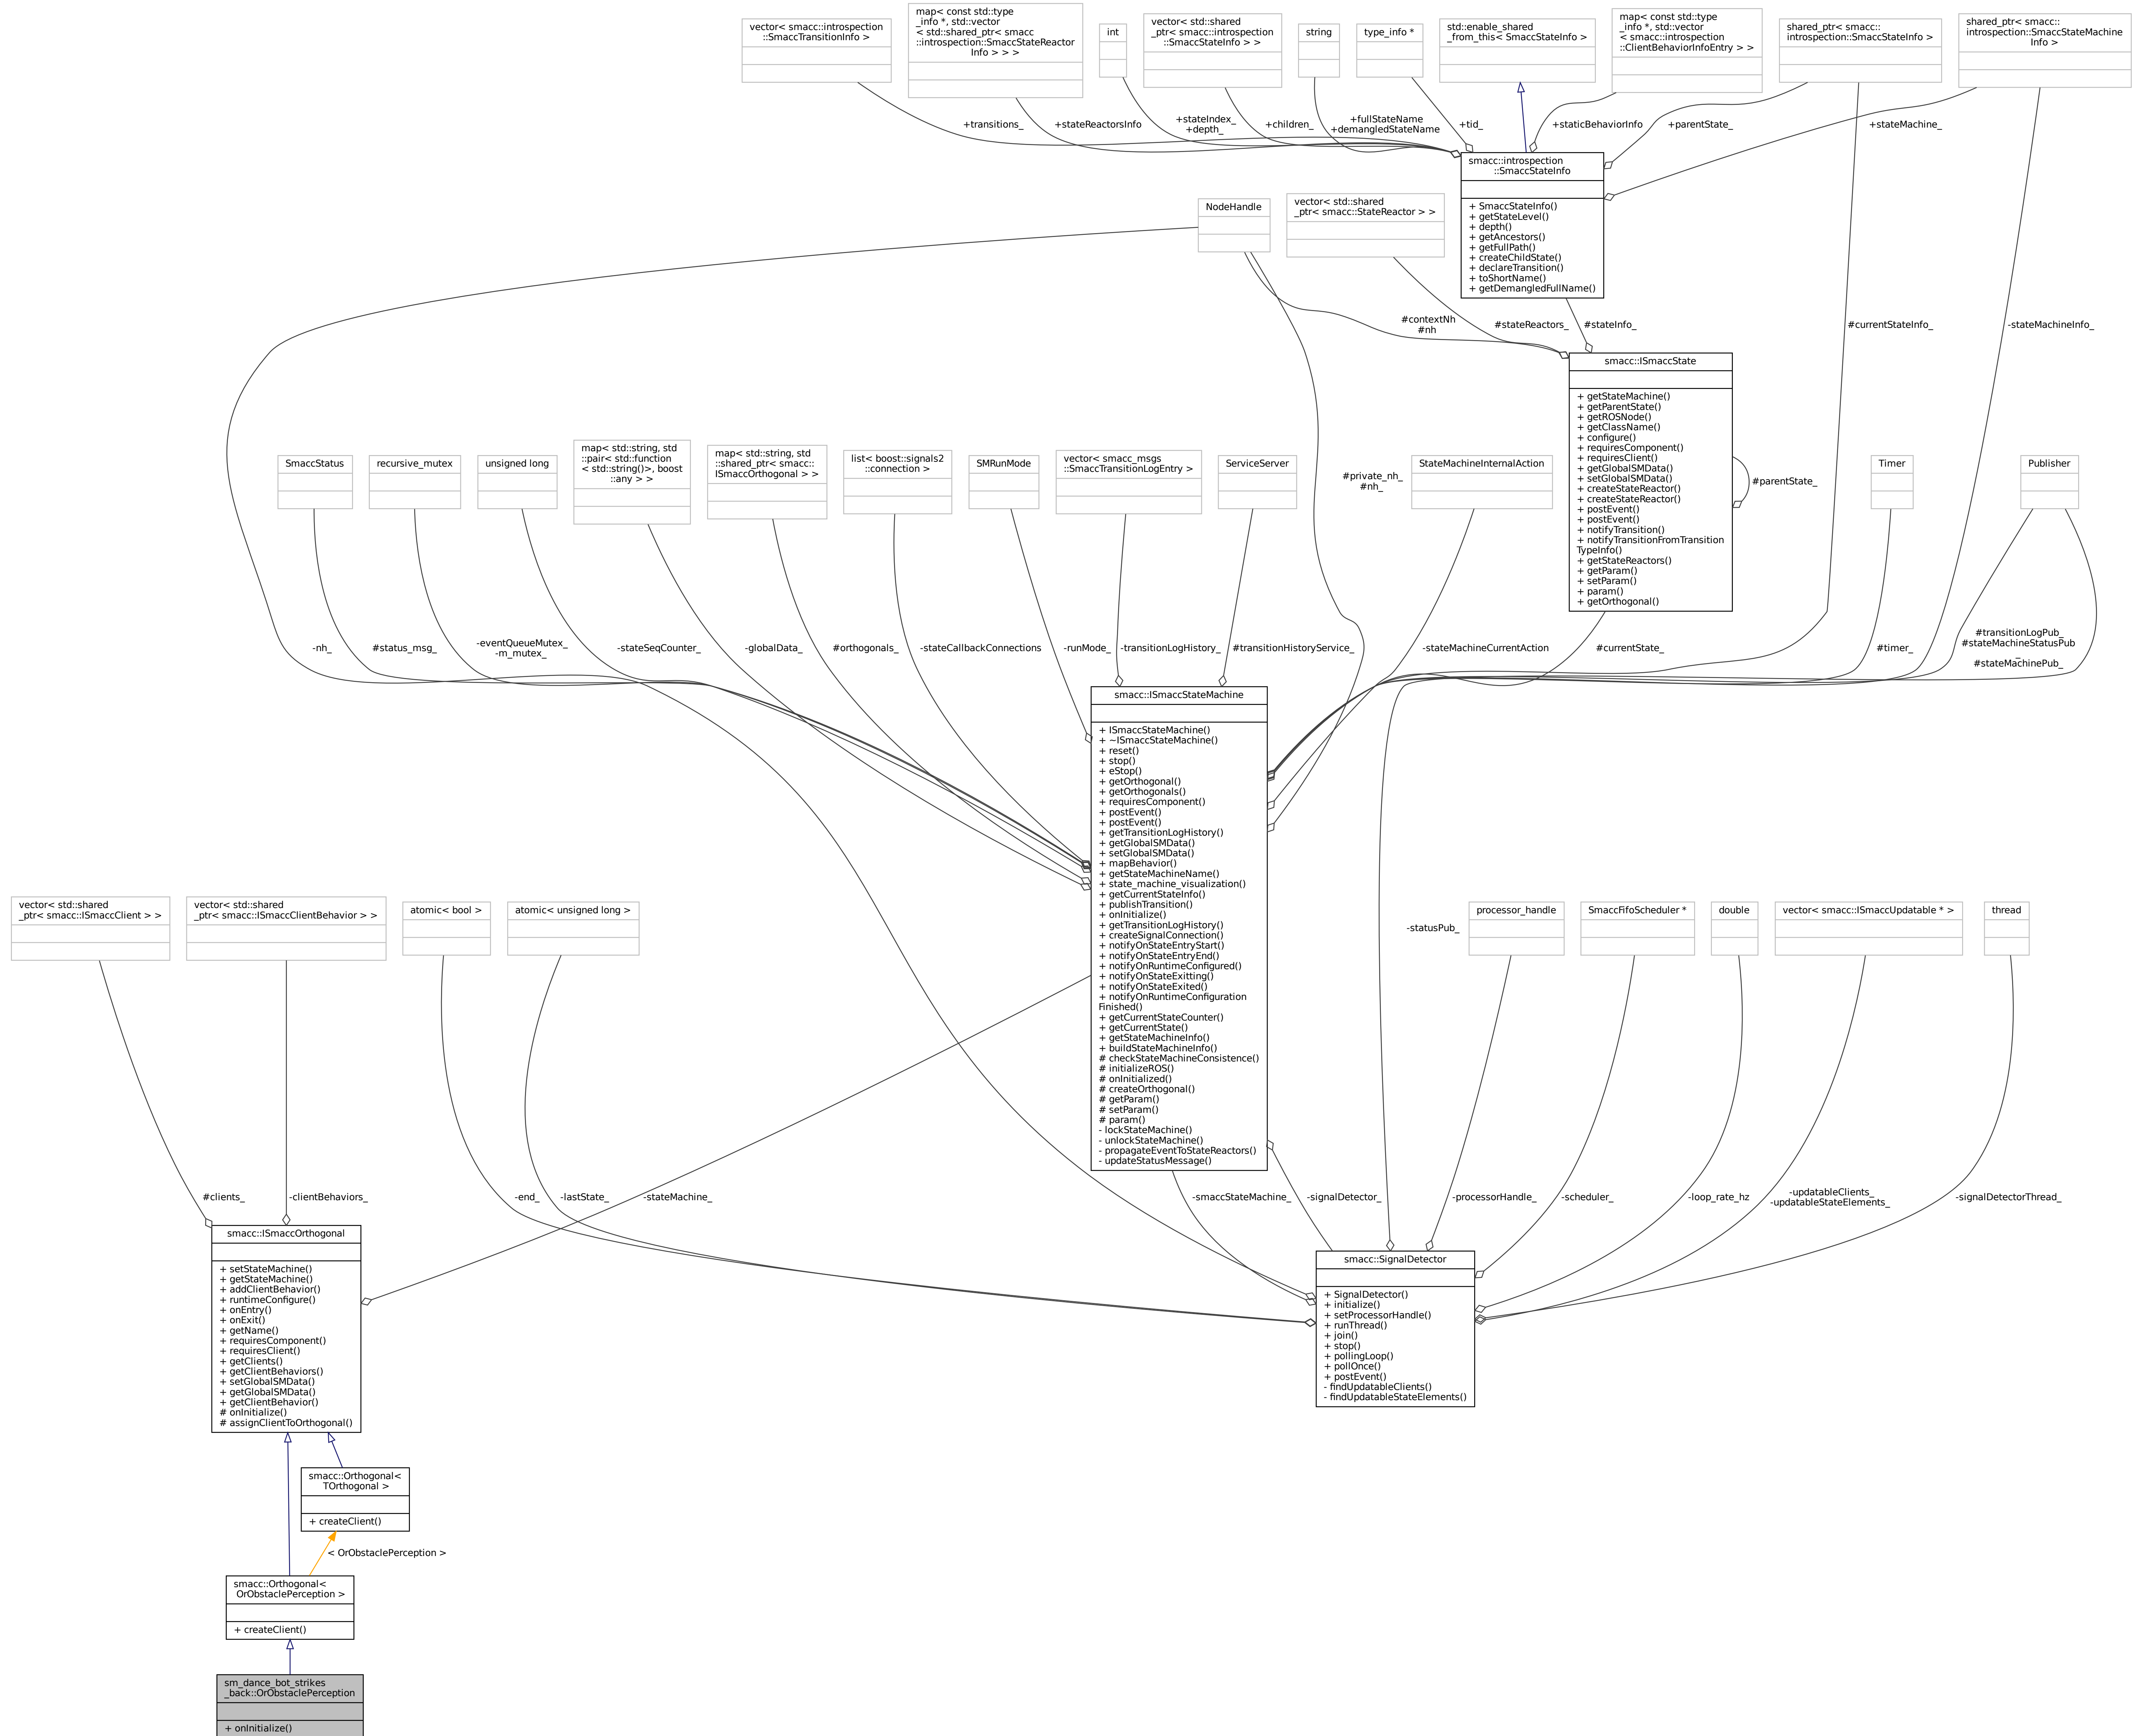 vector< smacc::introspection
::SmaccTransitionInfo >
map< const std::type
_info *, std::vector
< std::shared_ptr< smacc
::introspection::SmaccStateReactor
Info > > >
int
vector< std::shared
_ptr< smacc::introspection
::SmaccStateInfo > >
string
type_info *
std::enable_shared
_from_this< SmaccStateInfo >
map< const std::type
_info *, std::vector
< smacc::introspection
::ClientBehaviorInfoEntry > >
shared_ptr< smacc::
introspection::SmaccStateInfo >
shared_ptr< smacc::
introspection::SmaccStateMachine
Info >
+transitions_
+stateReactorsInfo
+stateIndex_
+depth_
+children_
+fullStateName
+demangledStateName
+tid_
+staticBehaviorInfo
+parentState_
+stateMachine_
smacc::introspection
::SmaccStateInfo
+ SmaccStateInfo()
+ getStateLevel()
+ depth()
+ getAncestors()
+ getFullPath()
+ createChildState()
+ declareTransition()
+ toShortName()
+ getDemangledFullName()
NodeHandle
vector< std::shared
_ptr< smacc::StateReactor > >
#contextNh
#nh
#stateReactors_
#stateInfo_
#currentStateInfo_
-stateMachineInfo_
smacc::ISmaccState
+ getStateMachine()
+ getParentState()
+ getROSNode()
+ getClassName()
+ configure()
+ requiresComponent()
+ requiresClient()
+ getGlobalSMData()
+ setGlobalSMData()
+ createStateReactor()
+ createStateReactor()
+ postEvent()
+ postEvent()
+ notifyTransition()
+ notifyTransitionFromTransition
TypeInfo()
+ getStateReactors()
+ getParam()
+ setParam()
+ param()
+ getOrthogonal()
#parentState_
SmaccStatus
recursive_mutex
unsigned long
map< std::string, std
::pair< std::function
< std::string()>, boost
::any > >
map< std::string, std
::shared_ptr< smacc::
ISmaccOrthogonal > >
list< boost::signals2
::connection >
SMRunMode
vector< smacc_msgs
::SmaccTransitionLogEntry >
ServiceServer
#private_nh_
#nh_
StateMachineInternalAction
Timer
Publisher
-nh_
#status_msg_
-eventQueueMutex_
-m_mutex_
-stateSeqCounter_
-globalData_
#orthogonals_
-stateCallbackConnections
-runMode_
-transitionLogHistory_
#transitionHistoryService_
-stateMachineCurrentAction
#currentState_
#timer_
#transitionLogPub_
#stateMachineStatusPub
_
#stateMachinePub_
smacc::ISmaccStateMachine
+ ISmaccStateMachine()
+ ~ISmaccStateMachine()
+ reset()
+ stop()
+ eStop()
+ getOrthogonal()
+ getOrthogonals()
+ requiresComponent()
+ postEvent()
+ postEvent()
+ getTransitionLogHistory()
+ getGlobalSMData()
+ setGlobalSMData()
+ mapBehavior()
+ getStateMachineName()
+ state_machine_visualization()
+ getCurrentStateInfo()
+ publishTransition()
+ onInitialize()
+ getTransitionLogHistory()
+ createSignalConnection()
+ notifyOnStateEntryStart()
+ notifyOnStateEntryEnd()
+ notifyOnRuntimeConfigured()
+ notifyOnStateExitting()
+ notifyOnStateExited()
+ notifyOnRuntimeConfiguration
Finished()
+ getCurrentStateCounter()
+ getCurrentState()
+ getStateMachineInfo()
+ buildStateMachineInfo()
# checkStateMachineConsistence()
# initializeROS()
# onInitialized()
# createOrthogonal()
# getParam()
# setParam()
# param()
- lockStateMachine()
- unlockStateMachine()
- propagateEventToStateReactors()
- updateStatusMessage()
vector< std::shared
_ptr< smacc::ISmaccClient > >
vector< std::shared
_ptr< smacc::ISmaccClientBehavior > >
atomic< bool >
atomic< unsigned long >
-statusPub_
processor_handle
SmaccFifoScheduler *
double
vector< smacc::ISmaccUpdatable * >
thread
#clients_
-clientBehaviors_
-end_
-lastState_
-stateMachine_
-smaccStateMachine_
-signalDetector_
-processorHandle_
-scheduler_
-loop_rate_hz
-updatableClients_
-updatableStateElements_
-signalDetectorThread_
smacc::ISmaccOrthogonal
+ setStateMachine()
+ getStateMachine()
+ addClientBehavior()
+ runtimeConfigure()
+ onEntry()
+ onExit()
+ getName()
+ requiresComponent()
+ requiresClient()
+ getClients()
+ getClientBehaviors()
+ setGlobalSMData()
+ getGlobalSMData()
+ getClientBehavior()
# onInitialize()
# assignClientToOrthogonal()
smacc::SignalDetector
+ SignalDetector()
+ initialize()
+ setProcessorHandle()
+ runThread()
+ join()
+ stop()
+ pollingLoop()
+ pollOnce()
+ postEvent()
- findUpdatableClients()
- findUpdatableStateElements()
smacc::Orthogonal<
TOrthogonal >
+ createClient()
< OrObstaclePerception >
smacc::Orthogonal<
OrObstaclePerception >
+ createClient()
sm_dance_bot_strikes
_back::OrObstaclePerception
+ onInitialize()